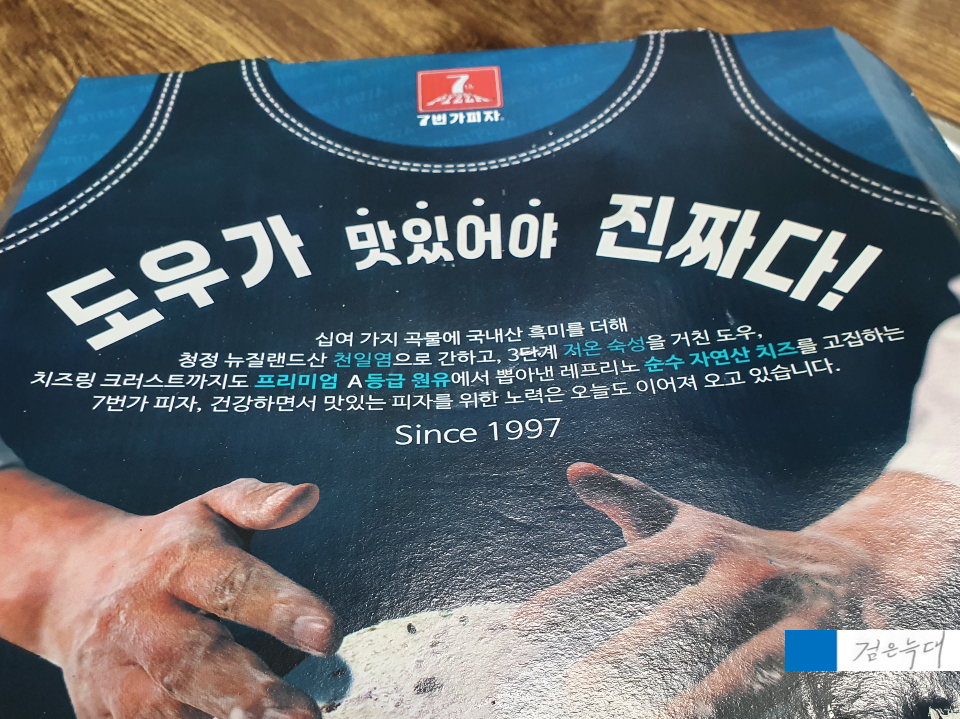 7th
7번가피자
도우가 맛있어야 진짜다!
십여 가지 곡물에 국내산 흑미를 더해
청정 뉴질랜드산 천일염으로 간하고, 3단계 저온 숙성을 거친 도우,
치즈링 크러스트까지도 프리미엄 A등급 원유에서 뽑아낸 레프리노 순수 자연산 치즈를 고집하는
7번가 피자, 건강하면서 맛있는 피자를 위한 노력은 오늘도 이어져 오고 있습니다.
Since 1997
검은늑대